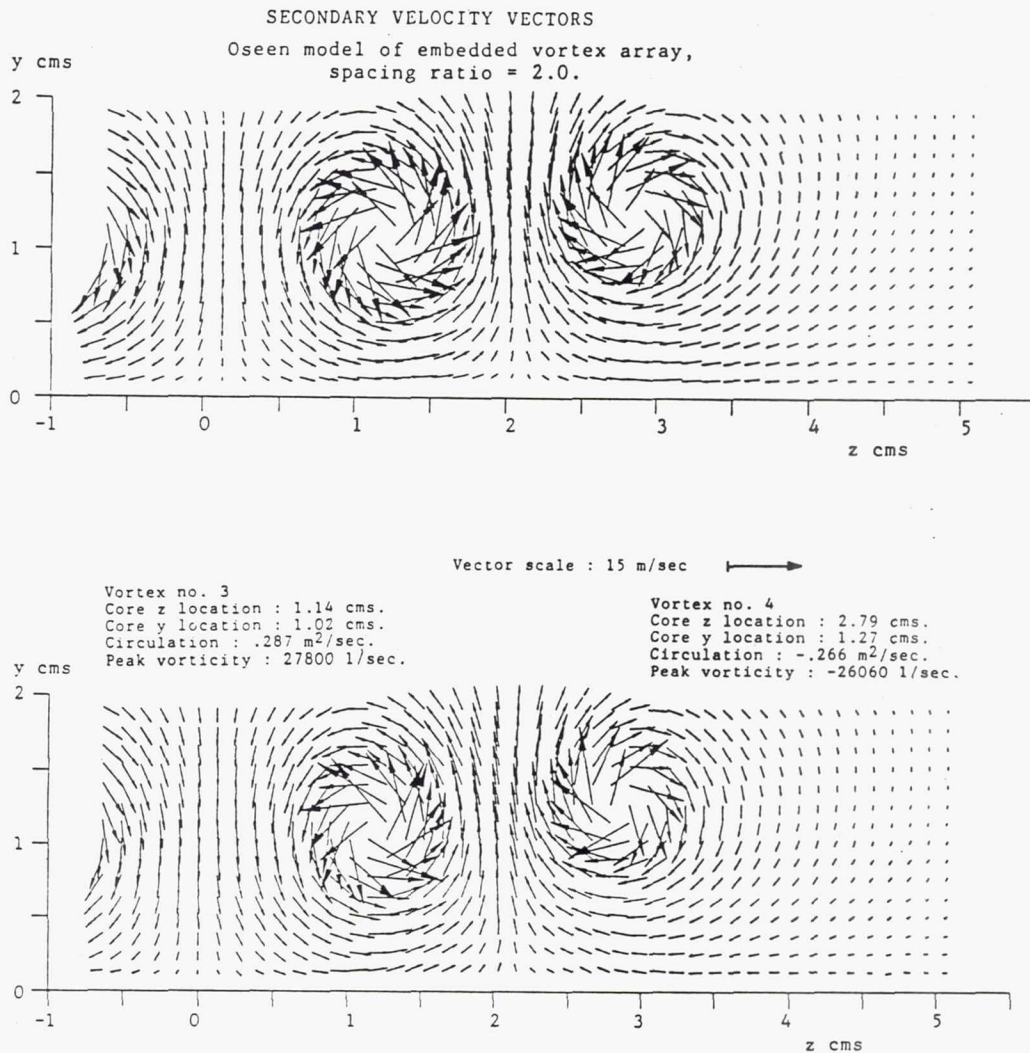 SECONDARY VELOCITY VECTORS
Oseen model of embedded vortex array,
spacing ratio = 2.0.
y cms
2
1
0
-1 0 1 2 3 4 5
z cms
Vector scale : 15 m/sec
Vortex no. 3
Core z location : 1.14 cms.
Core y location : 1.02 cms.
Circulation : .287 m²/sec.
Peak vorticity : 27800 1/sec.
Vortex no. 4
Core z location : 2.79 cms.
Core y location : 1.27 cms.
Circulation : -.266 m²/sec.
Peak vorticity : -26060 1/sec.
y cms
2
1
0
-1 0 1 2 3 4 5
z cms